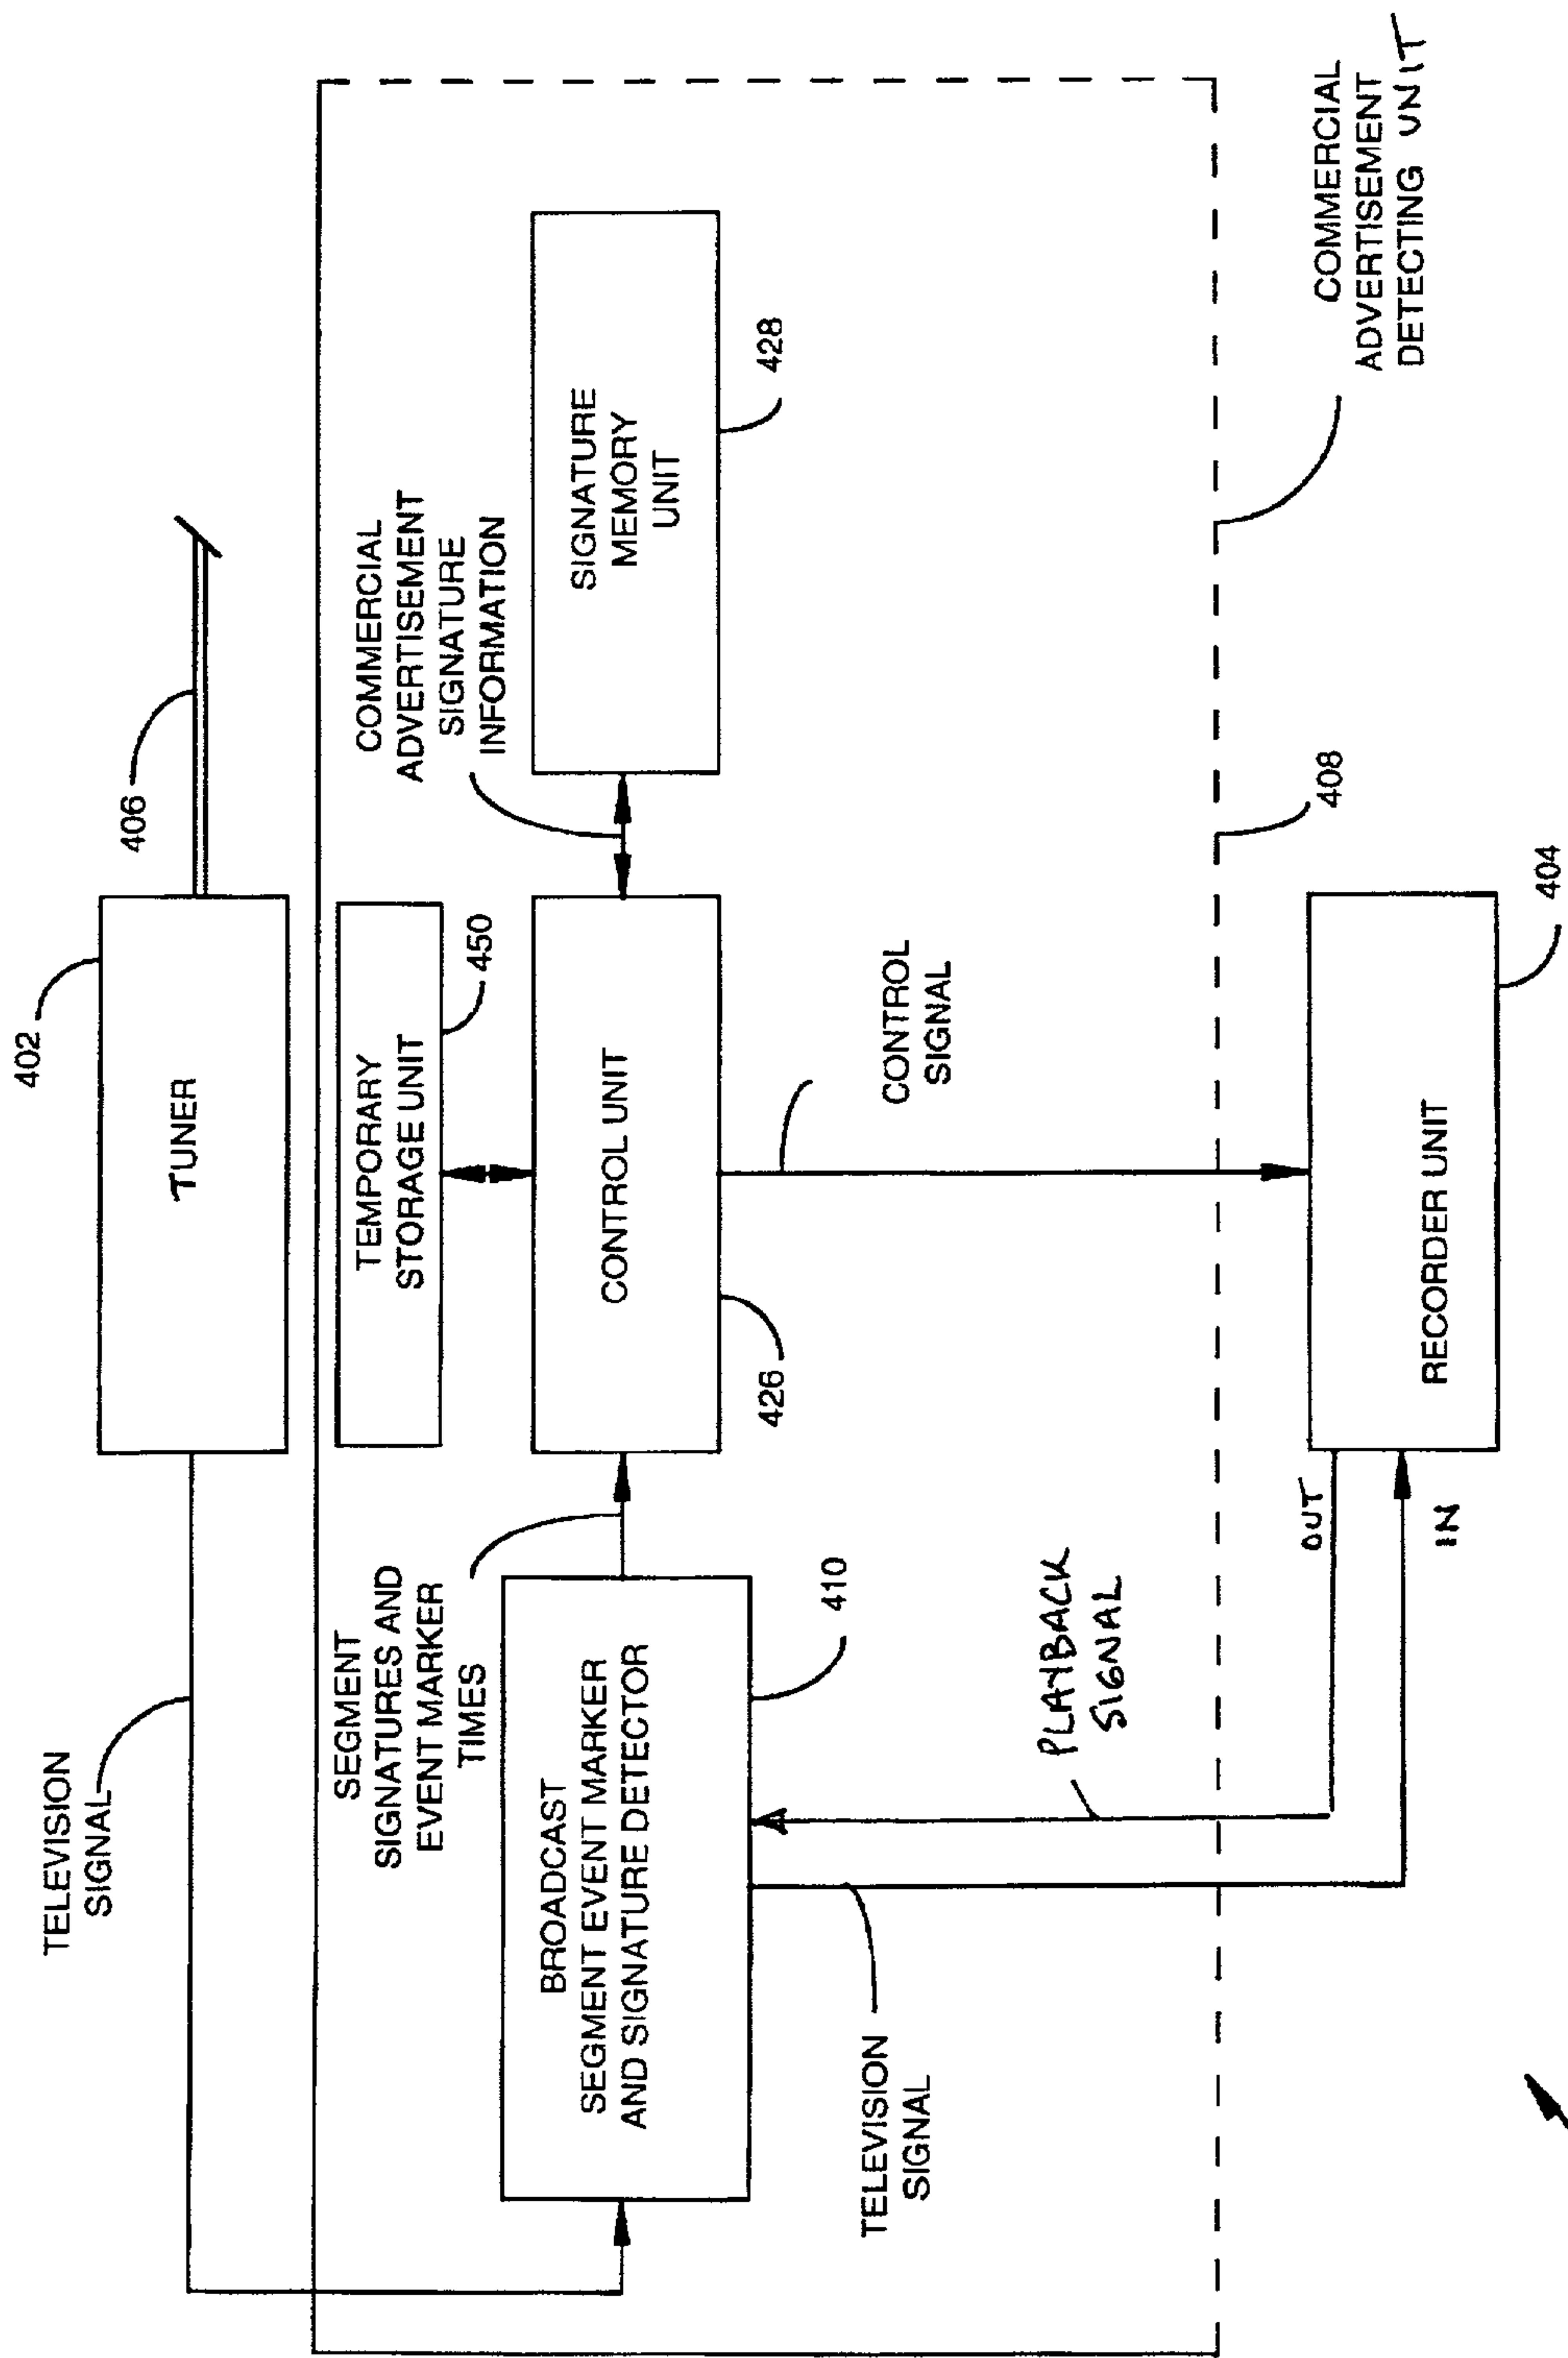 402
TUNER
406
TELEVISION
SIGNAL
TEMPORARY
STORAGE UNIT
450
COMMERCIAL
ADVERTISEMENT
SIGNATURE
INFORMATION
SEGMENT
SIGNATURES AND
EVENT MARKER
TIMES
BROADCAST
SEGMENT EVENT MARKER
AND SIGNATURE DETECTOR
410
CONTROL UNIT
426
SIGNATURE
MEMORY
UNIT
428
TELEVISION
SIGNAL
PLAYBACK
SIGNAL
CONTROL
SIGNAL
408
COMMERCIAL
ADVERTISEMENT
DETECTING UNIT
OUT
IN
RECORDER UNIT
404